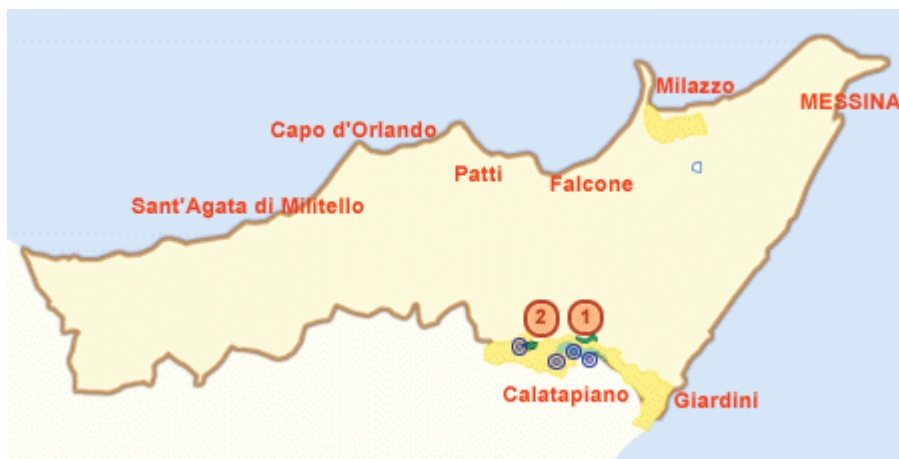 Milazzo
MESSINA
Capo d'Orlando
Patti
Falcone
Sant'Agata di Militello
2
1
Calatapiano
Giardini